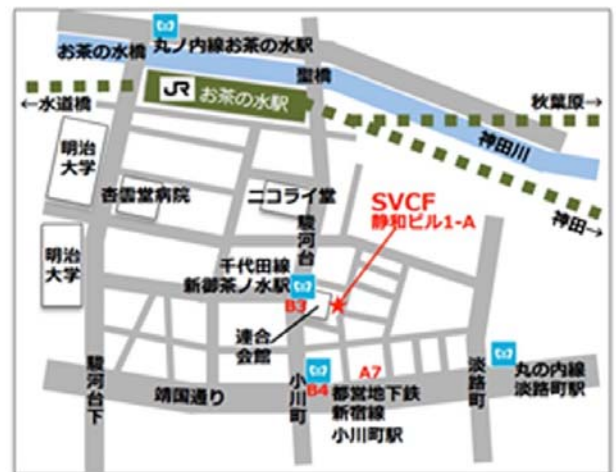 丸ノ内線お茶の水駅
お茶の水橋
聖橋
JR お茶の水駅
←水道橋
秋葉原→
神田川
神田→
明治
大学
杏雲堂病院
ニコライ堂
SVCF
静和ビル1-A
駿河台
明治
大学
千代田線
新御茶ノ水駅
B3
連合
会館
駿河台下
靖国通り
小川町
B4
A7
都営地下鉄
新宿線
小川町駅
淡路町
丸の内線
淡路町駅